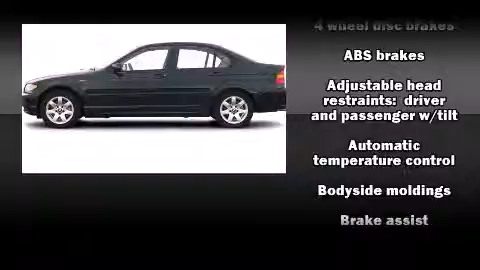 4 wheel disc brakes
ABS brakes
Adjustable head
restraints: driver
and passenger w/tilt
Automatic
temperature control
Bodyside moldings
Brake assist